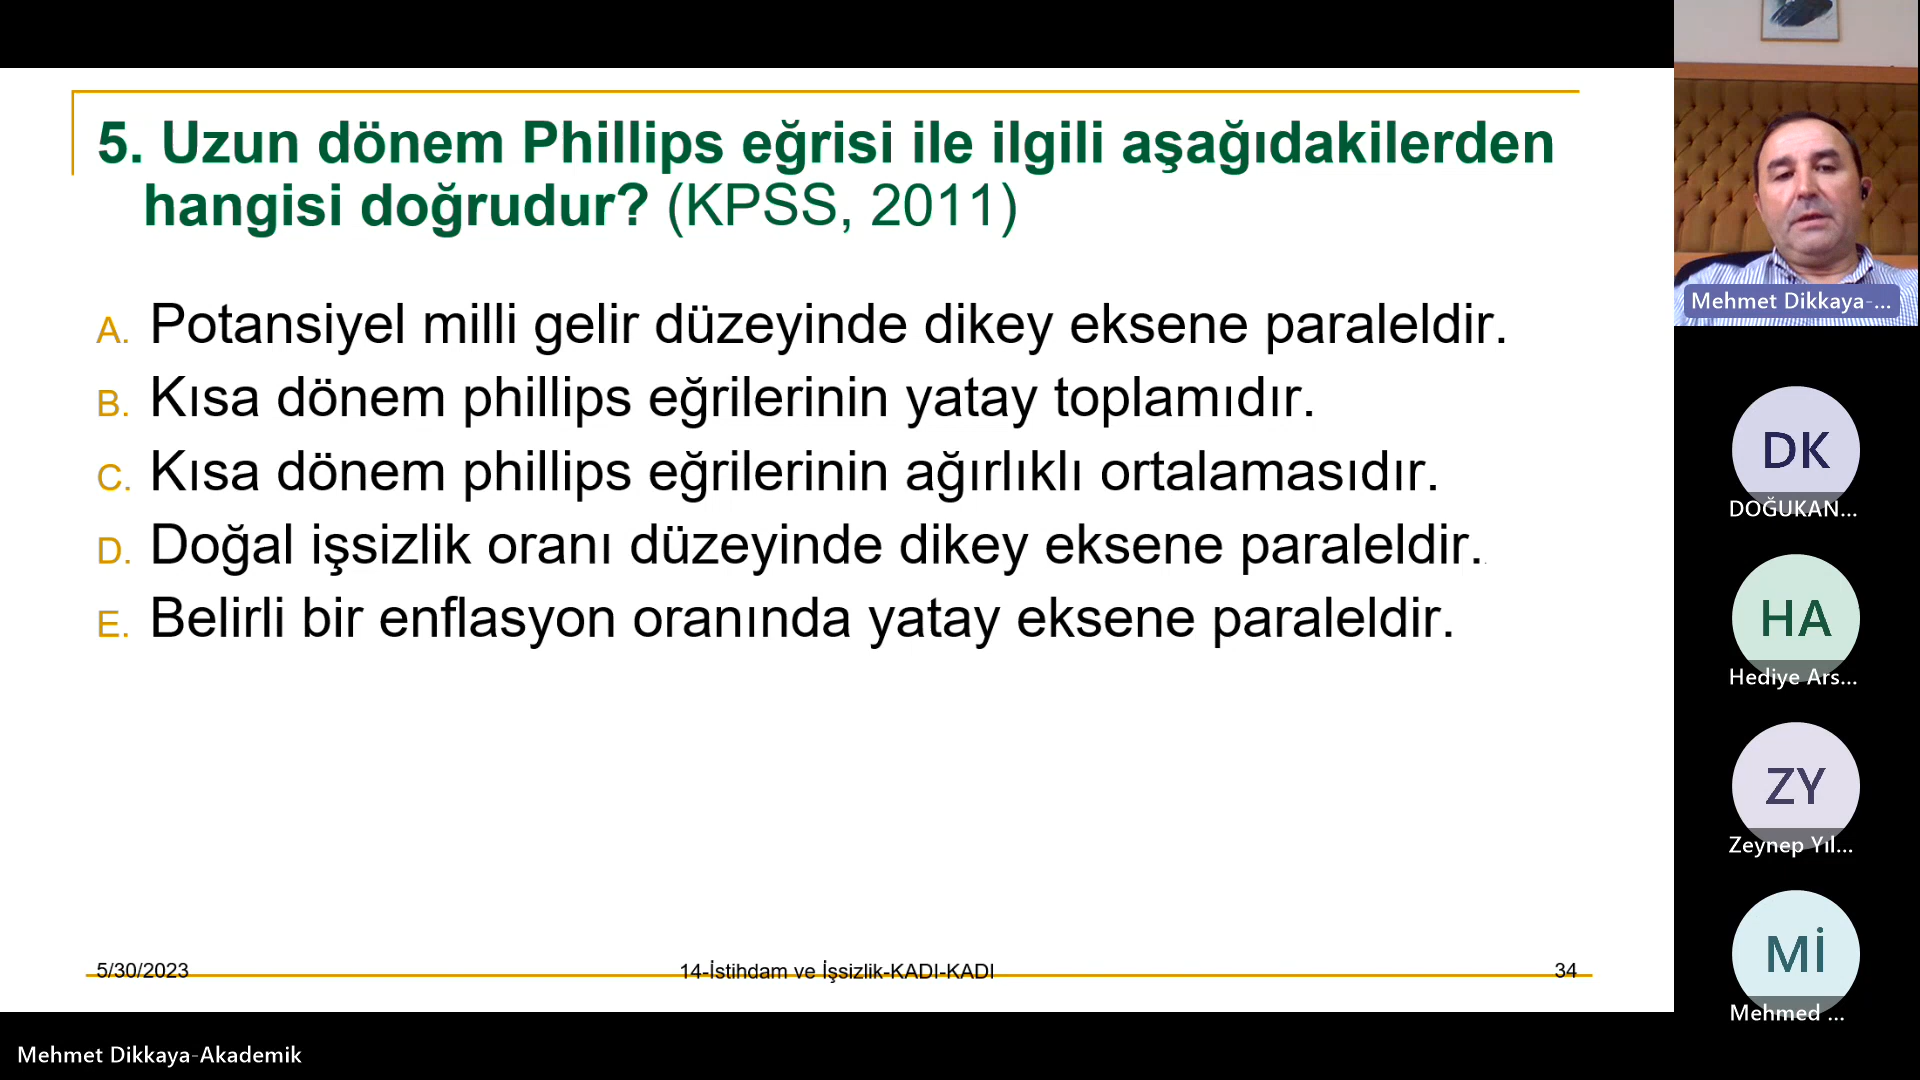 5. Uzun dönem Phillips eğrisi ile ilgili aşağıdakilerden
hangisi doğrudur? (KPSS, 2011)
A. Potansiyel milli gelir düzeyinde dikey eksene paraleldir.
B. Kısa dönem phillips eğrilerinin yatay toplamıdır.
C. Kısa dönem phillips eğrilerinin ağırlıklı ortalamasıdır.
D. Doğal işsizlik oranı düzeyinde dikey eksene paraleldir.
E. Belirli bir enflasyon oranında yatay eksene paraleldir.
5/30/2023
14-İstihdam ve İşsizlik-KADI-KADI
34
Mehmet Dikkaya-Akademik
Mehmet Dikkaya-...
DK
DOĞUKAN...
HA
Hediye Ars...
ZY
Zeynep Yıl...
Mİ
Mehmed ...